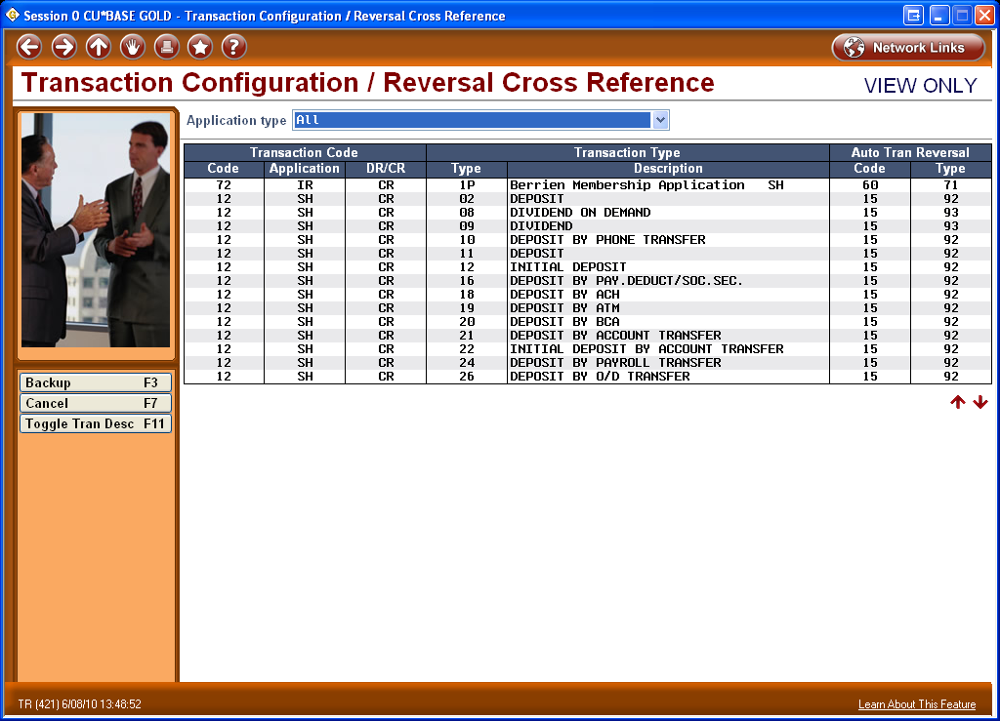 Session 0 CU*BASE GOLD - Transaction Configuration / Reversal Cross Reference
Network Links
Transaction Configuration / Reversal Cross Reference VIEW ONLY
Application type All
Transaction Code Transaction Type Auto Tran Reversal
Code Application DR/CR Type Description Code Type
72 IR CR 1P Berrien Membership Application SH 60 71
12 SH CR 02 DEPOSIT 15 92
12 SH CR 08 DIVIDEND ON DEMAND 15 93
12 SH CR 09 DIVIDEND 15 93
12 SH CR 10 DEPOSIT BY PHONE TRANSFER 15 92
12 SH CR 11 DEPOSIT 15 92
12 SH CR 12 INITIAL DEPOSIT 15 92
12 SH CR 16 DEPOSIT BY PAY.DEDUCT/SOC.SEC. 15 92
12 SH CR 18 DEPOSIT BY ACH 15 92
12 SH CR 19 DEPOSIT BY ATM 15 92
12 SH CR 20 DEPOSIT BY BCA 15 92
12 SH CR 21 DEPOSIT BY ACCOUNT TRANSFER 15 92
12 SH CR 22 INITIAL DEPOSIT BY ACCOUNT TRANSFER 15 92
12 SH CR 24 DEPOSIT BY PAYROLL TRANSFER 15 92
12 SH CR 26 DEPOSIT BY O/D TRANSFER 15 92
Backup F3
Cancel F7
Toggle Tran Desc F11
TR (421) 6/08/10 13:48:52
Learn About This Feature